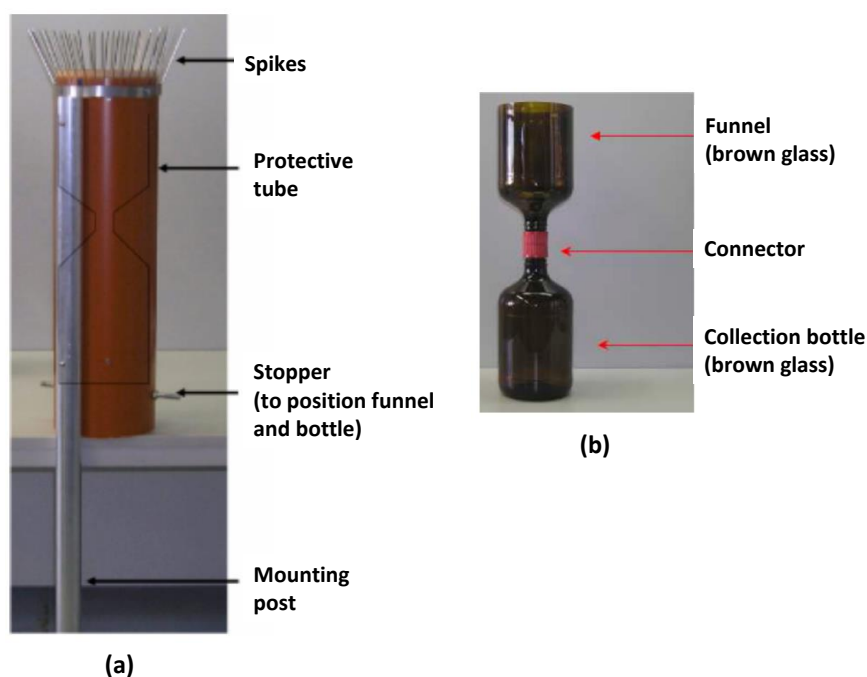 Spikes
Protective
tube
Stopper
(to position funnel
and bottle)
Mounting
post
(a)
Funnel
(brown glass)
Connector
Collection bottle
(brown glass)
(b)